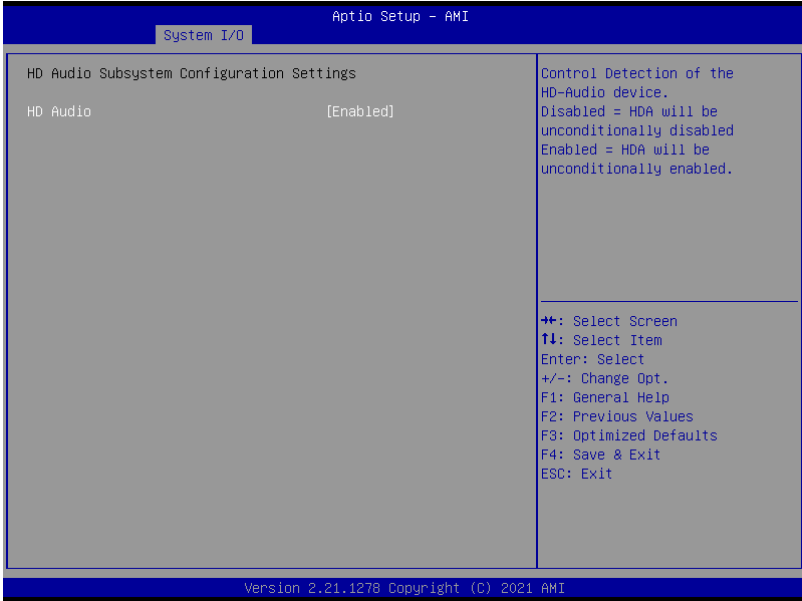 Aptio Setup – AMI
System I/O
HD Audio Subsystem Configuration Settings
HD Audio [Enabled]
Control Detection of the
HD-Audio device.
Disabled = HDA will be
unconditionally disabled
Enabled = HDA will be
unconditionally enabled.
→←: Select Screen
↑↓: Select Item
Enter: Select
+/-: Change Opt.
F1: General Help
F2: Previous Values
F3: Optimized Defaults
F4: Save & Exit
ESC: Exit
Version 2.21.1278 Copyright (C) 2021 AMI